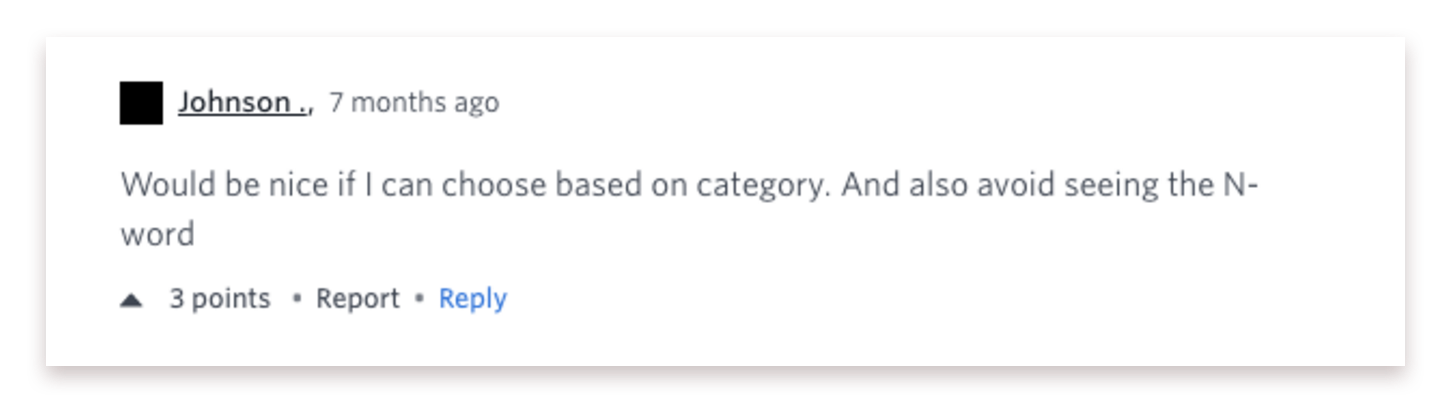 Johnson ., 7 months ago
Would be nice if I can choose based on category. And also avoid seeing the N-
word
▲ 3 points • Report • Reply